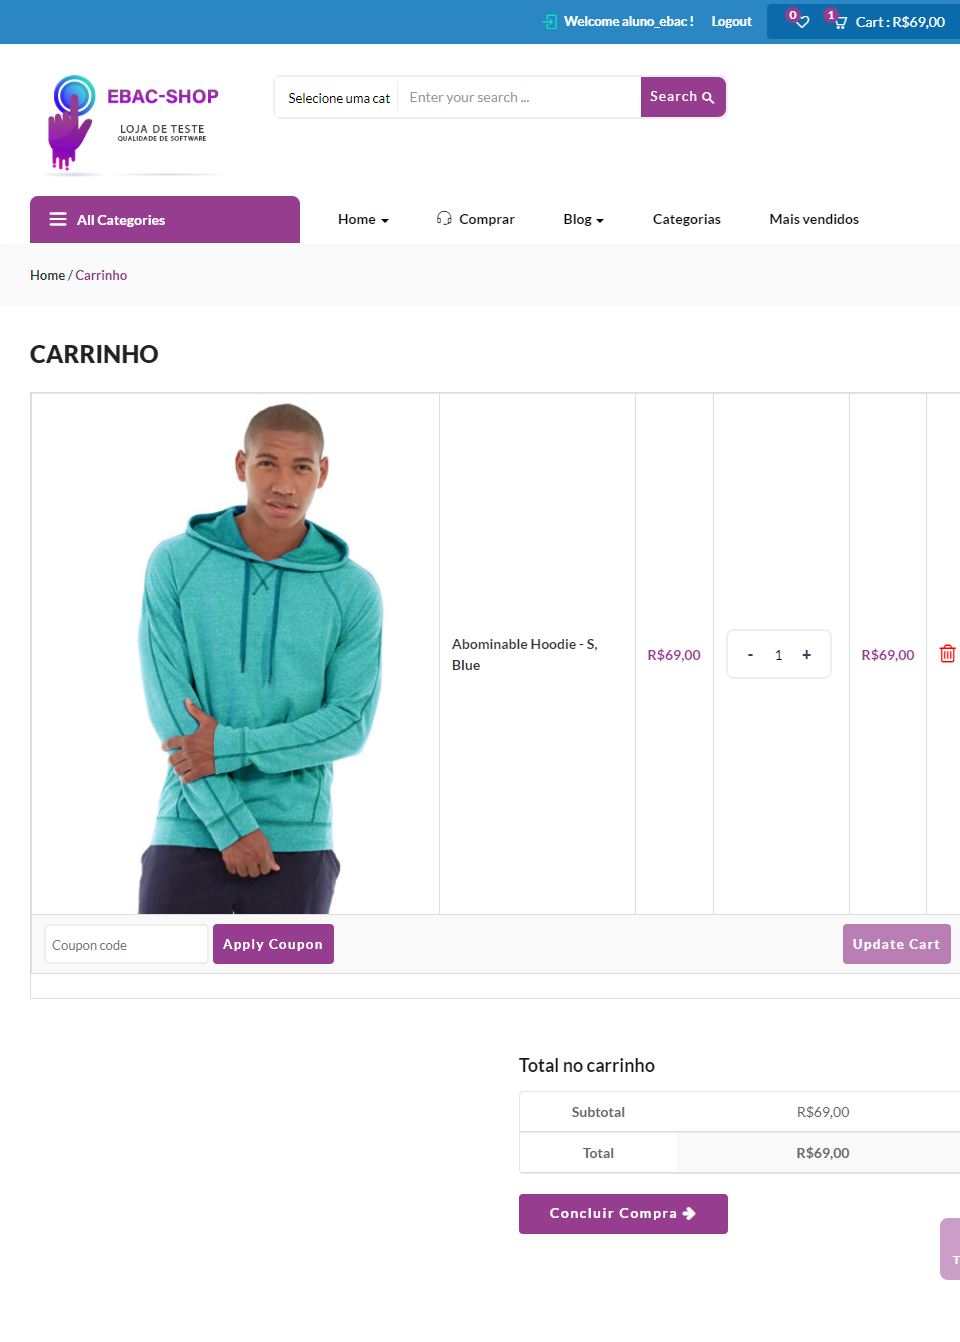 Welcome aluno_ebac !
Logout
0
1
Cart : R$69,00
EBAC-SHOP
LOJA DE TESTE
QUALIDADE DE SOFTWARE
Selecione uma cat
Enter your search ...
Search
All Categories
Home
Comprar
Blog
Categorias
Mais vendidos
Home / Carrinho
CARRINHO
Abominable Hoodie - S,
Blue
R$69,00
- 1 +
R$69,00
Coupon code
Apply Coupon
Update Cart
Total no carrinho
Subtotal R$69,00
Total R$69,00
Concluir Compra
T